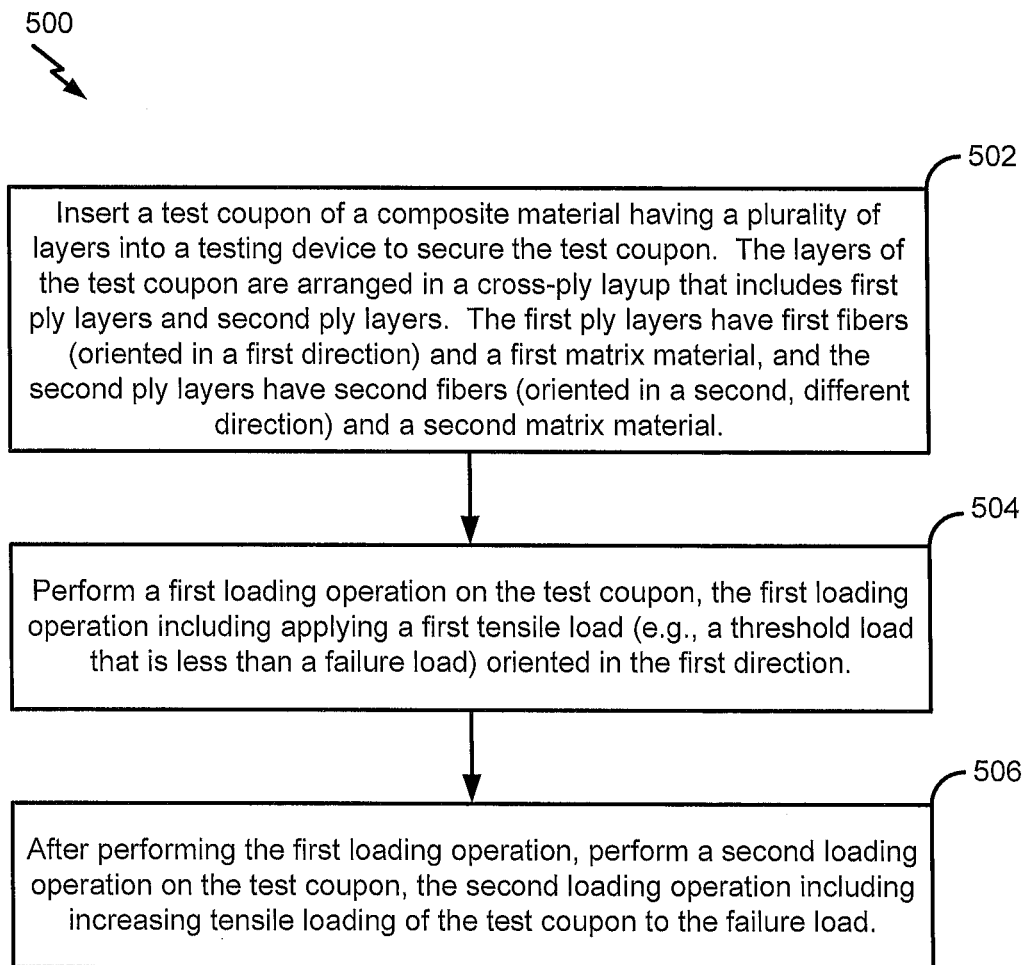 500
502
Insert a test coupon of a composite material having a plurality of
layers into a testing device to secure the test coupon.  The layers of
the test coupon are arranged in a cross-ply layup that includes first
ply layers and second ply layers.  The first ply layers have first fibers
(oriented in a first direction) and a first matrix material, and the
second ply layers have second fibers (oriented in a second, different
direction) and a second matrix material.
504
Perform a first loading operation on the test coupon, the first loading
operation including applying a first tensile load (e.g., a threshold load
that is less than a failure load) oriented in the first direction.
506
After performing the first loading operation, perform a second loading
operation on the test coupon, the second loading operation including
increasing tensile loading of the test coupon to the failure load.